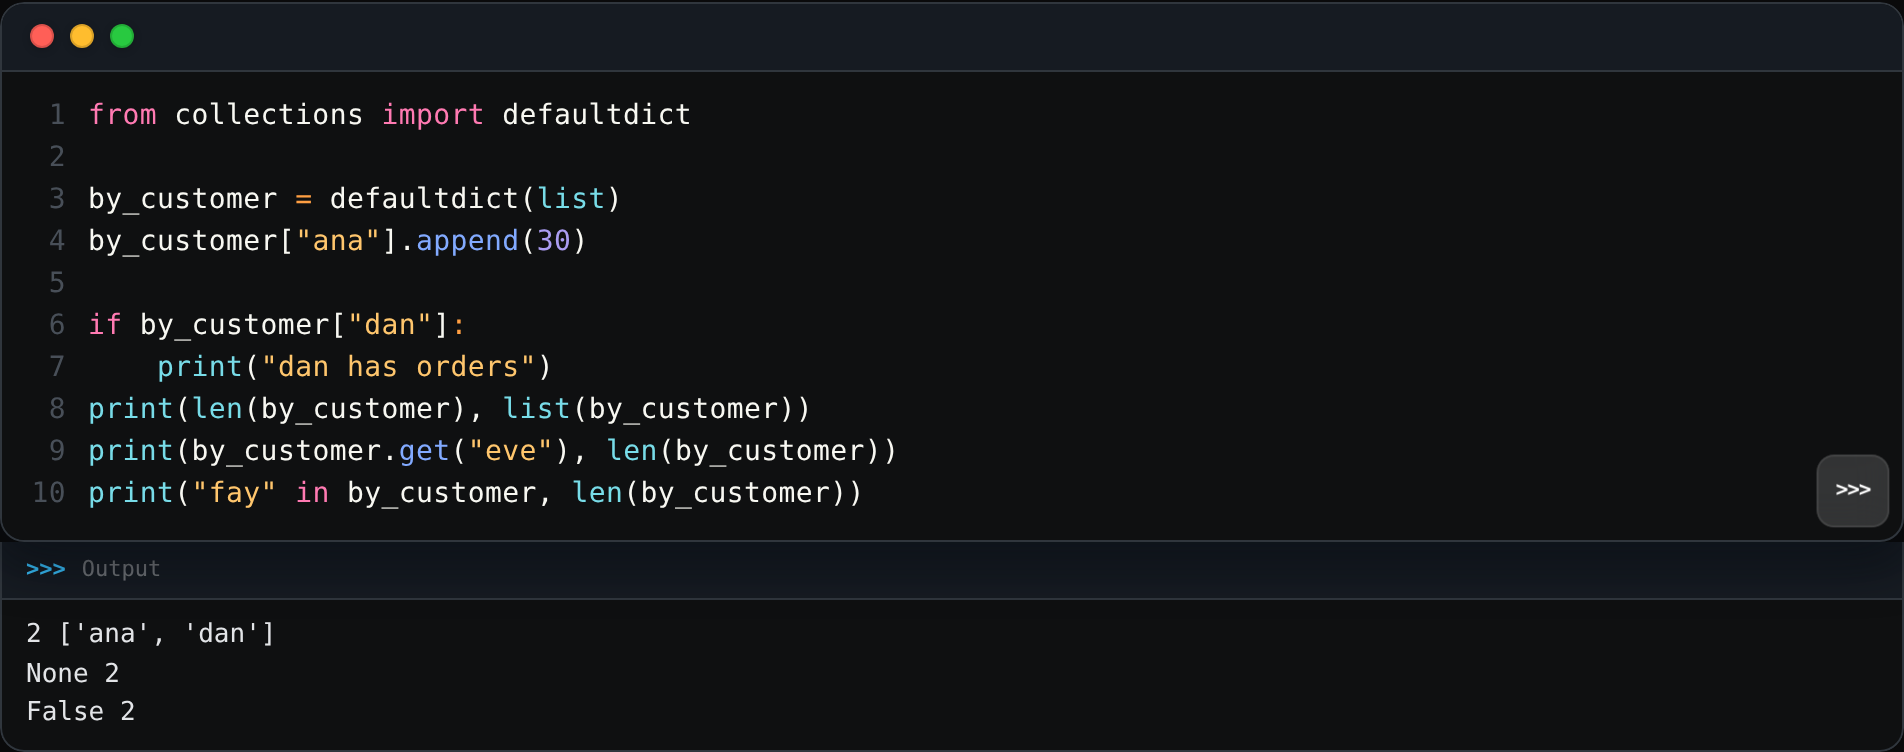 1 from collections import defaultdict
2
3 by_customer = defaultdict(list)
4 by_customer["ana"].append(30)
5
6 if by_customer["dan"]:
7     print("dan has orders")
8 print(len(by_customer), list(by_customer))
9 print(by_customer.get("eve"), len(by_customer))
10 print("fay" in by_customer, len(by_customer))
>>>
>>> Output
2 ['ana', 'dan']
None 2
False 2